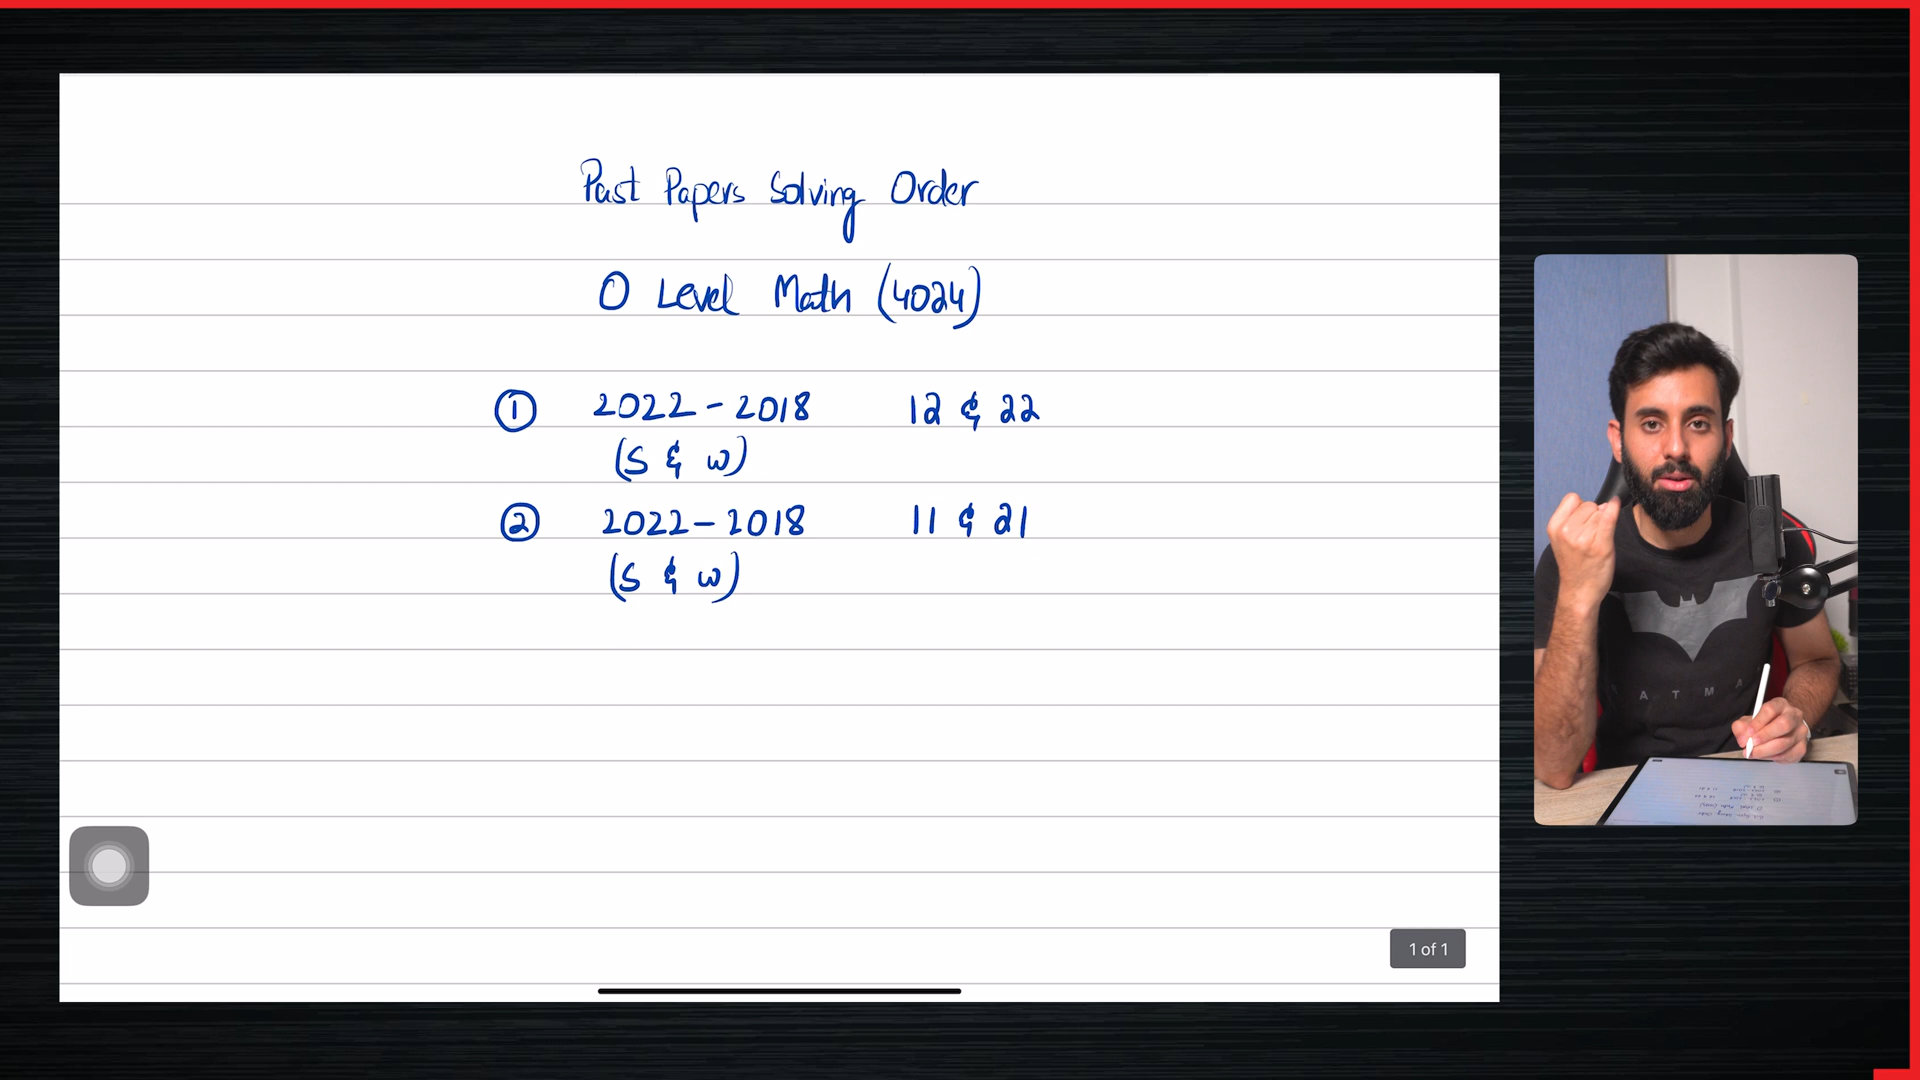 Past Papers Solving Order
O Level Math (4024)
① 2022 - 2018 12 & 22
(S & W)
② 2022 - 2018 11 & 21
(S & W)
ATMA
1 of 1